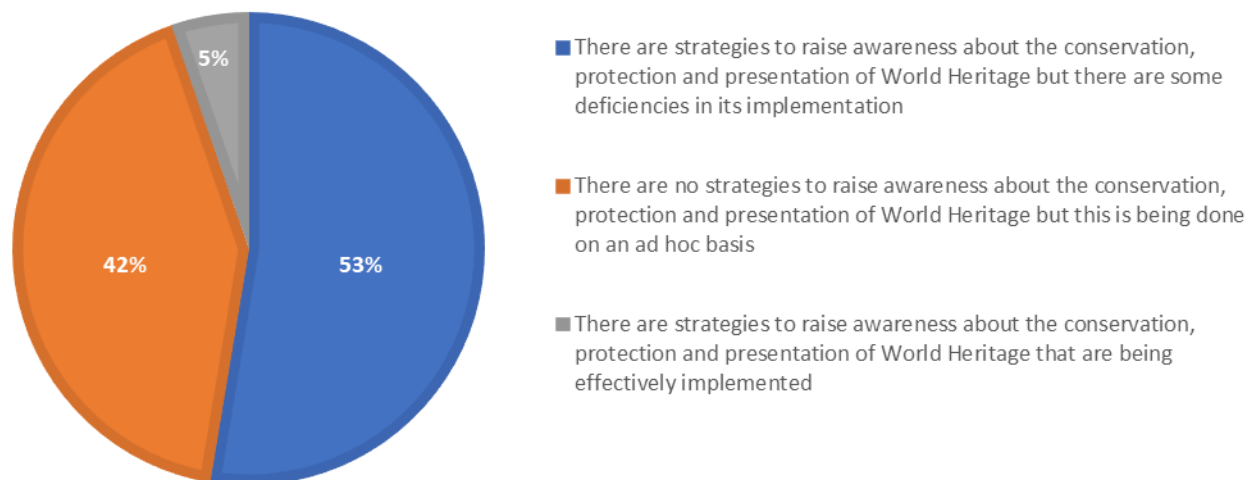 5%
42%
53%
There are strategies to raise awareness about the conservation,
protection and presentation of World Heritage but there are some
deficiencies in its implementation
There are no strategies to raise awareness about the conservation,
protection and presentation of World Heritage but this is being done
on an ad hoc basis
There are strategies to raise awareness about the conservation,
protection and presentation of World Heritage that are being
effectively implemented